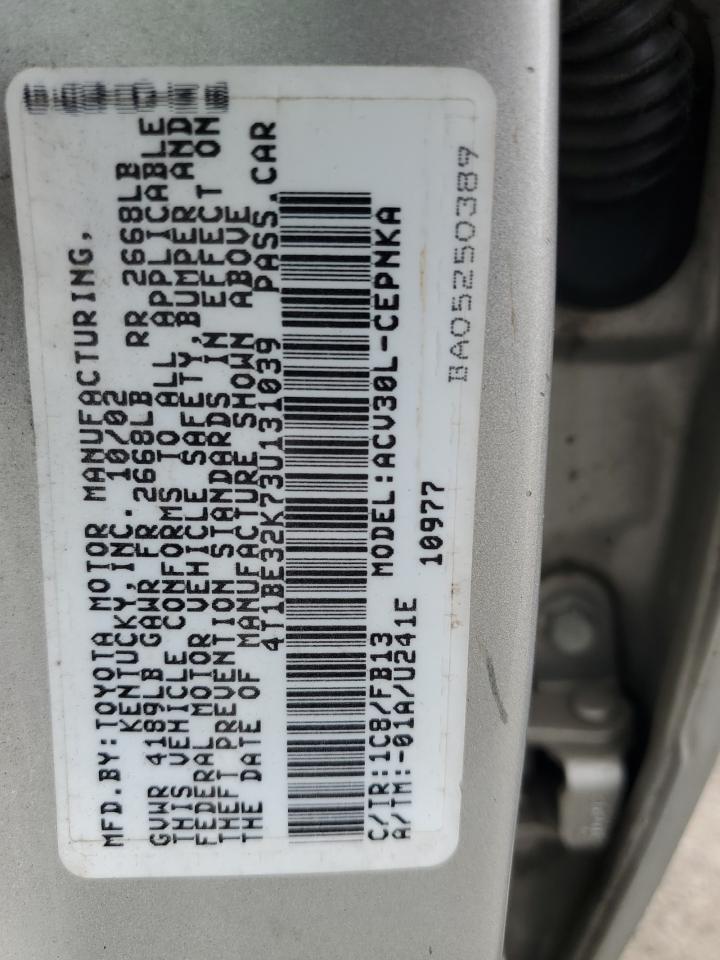 MFD.BY:TOYOTA MOTOR MANUFACTURING,
KENTUCKY,INC. 10/02
GVWR 4189LB GAWR FR 2668LB RR 2668LB
THIS VEHICLE CONFORMS TO ALL APPLICABLE
FEDERAL MOTOR VEHICLE SAFETY,BUMPER AND
THEFT PREVENTION STANDARDS IN EFFECT ON
THE DATE OF MANUFACTURE SHOWN ABOVE
4T1BE32K73U131039 PASS.CAR
C/TR:1C8/FB13 MODEL:ACV30L-CEPNKA
A/TM:-01A/U241E 10977
BA05250389